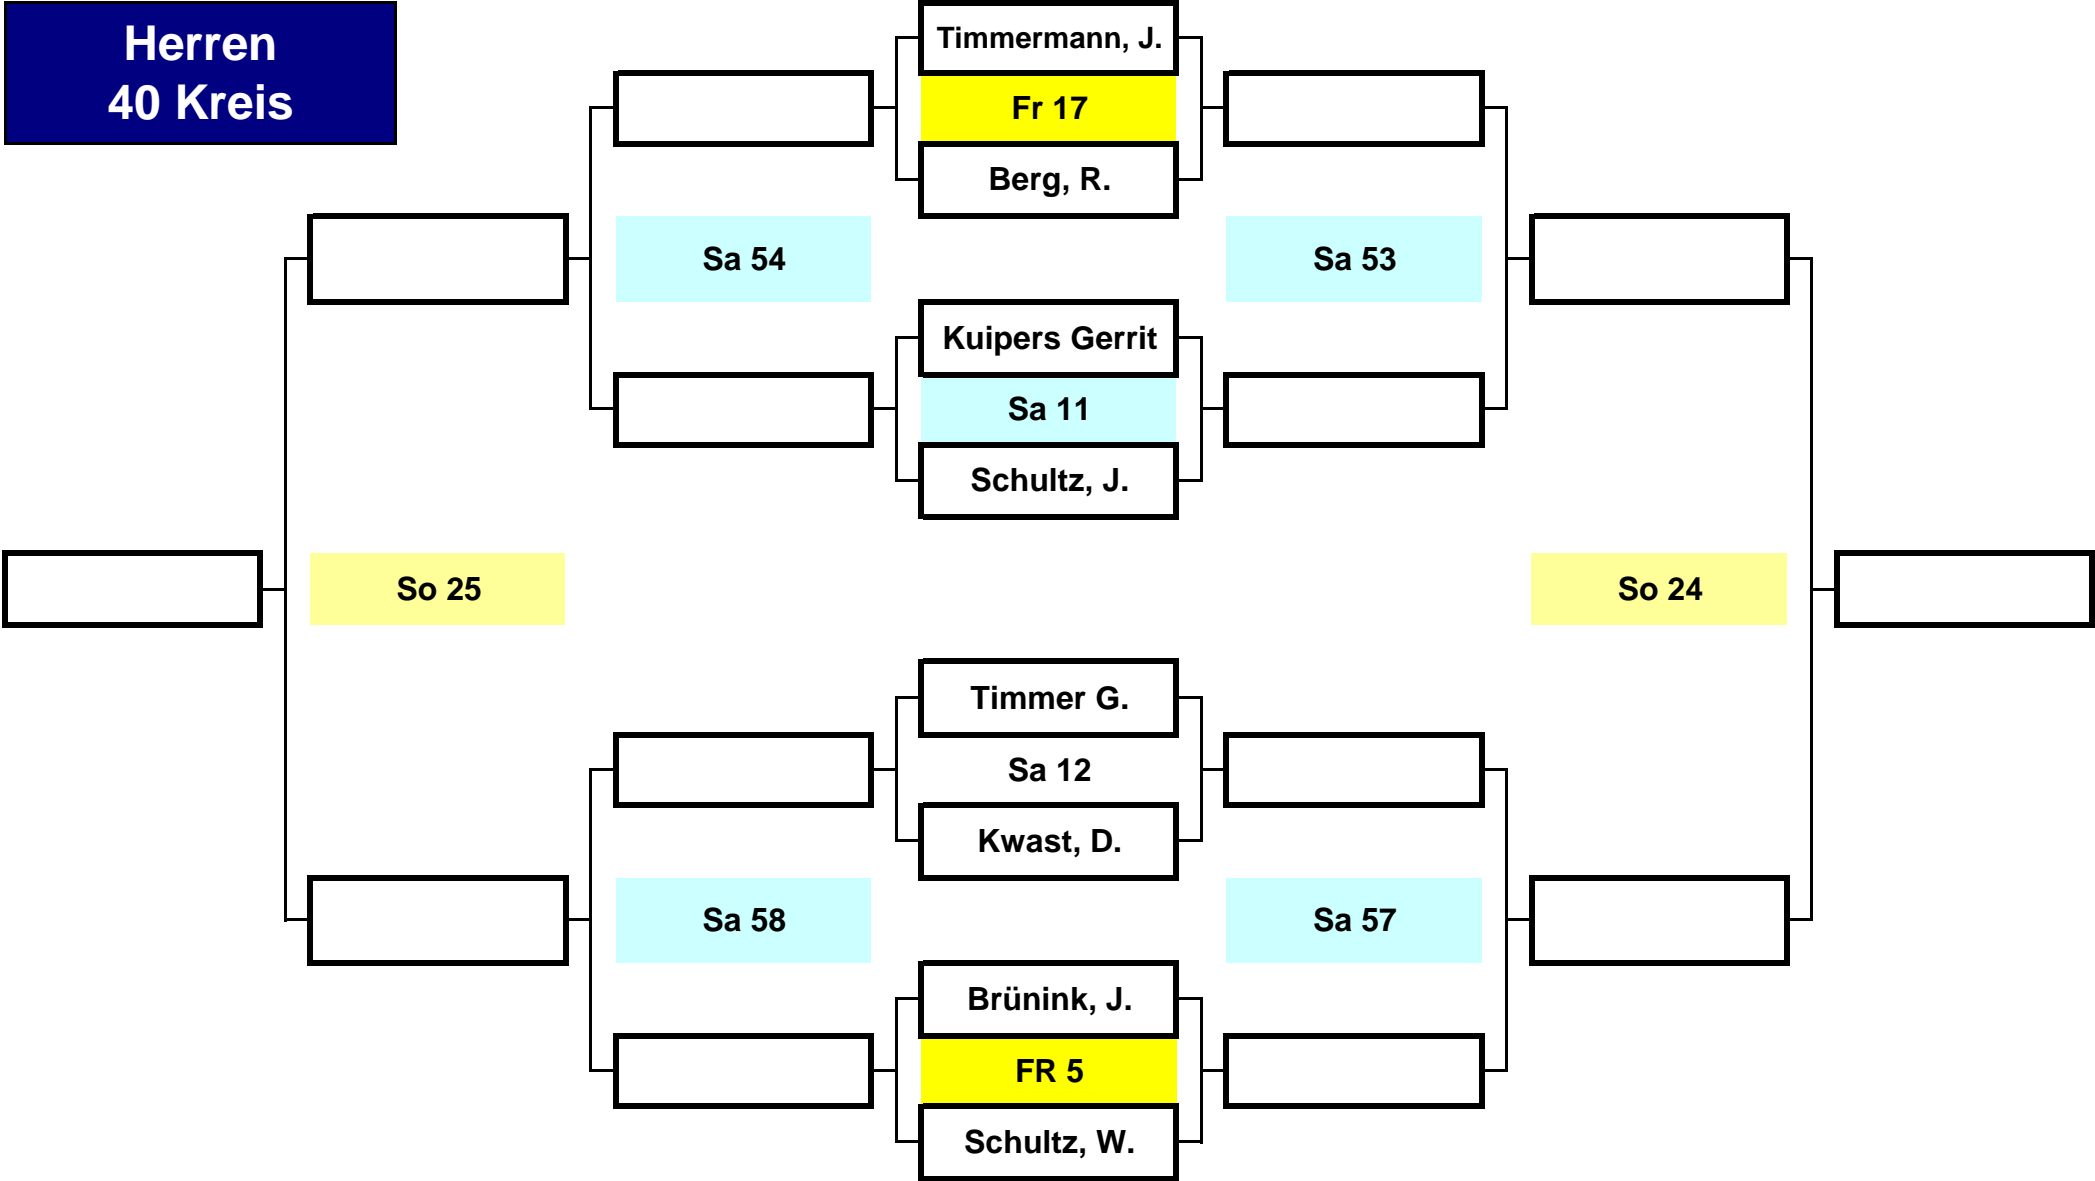 Herren
40 Kreis
Timmermann, J.
Fr 17
Berg, R.
Sa 54
Sa 53
Kuipers Gerrit
Sa 11
Schultz, J.
So 25
So 24
Timmer G.
Sa 12
Kwast, D.
Sa 58
Sa 57
Brünink, J.
FR 5
Schultz, W.